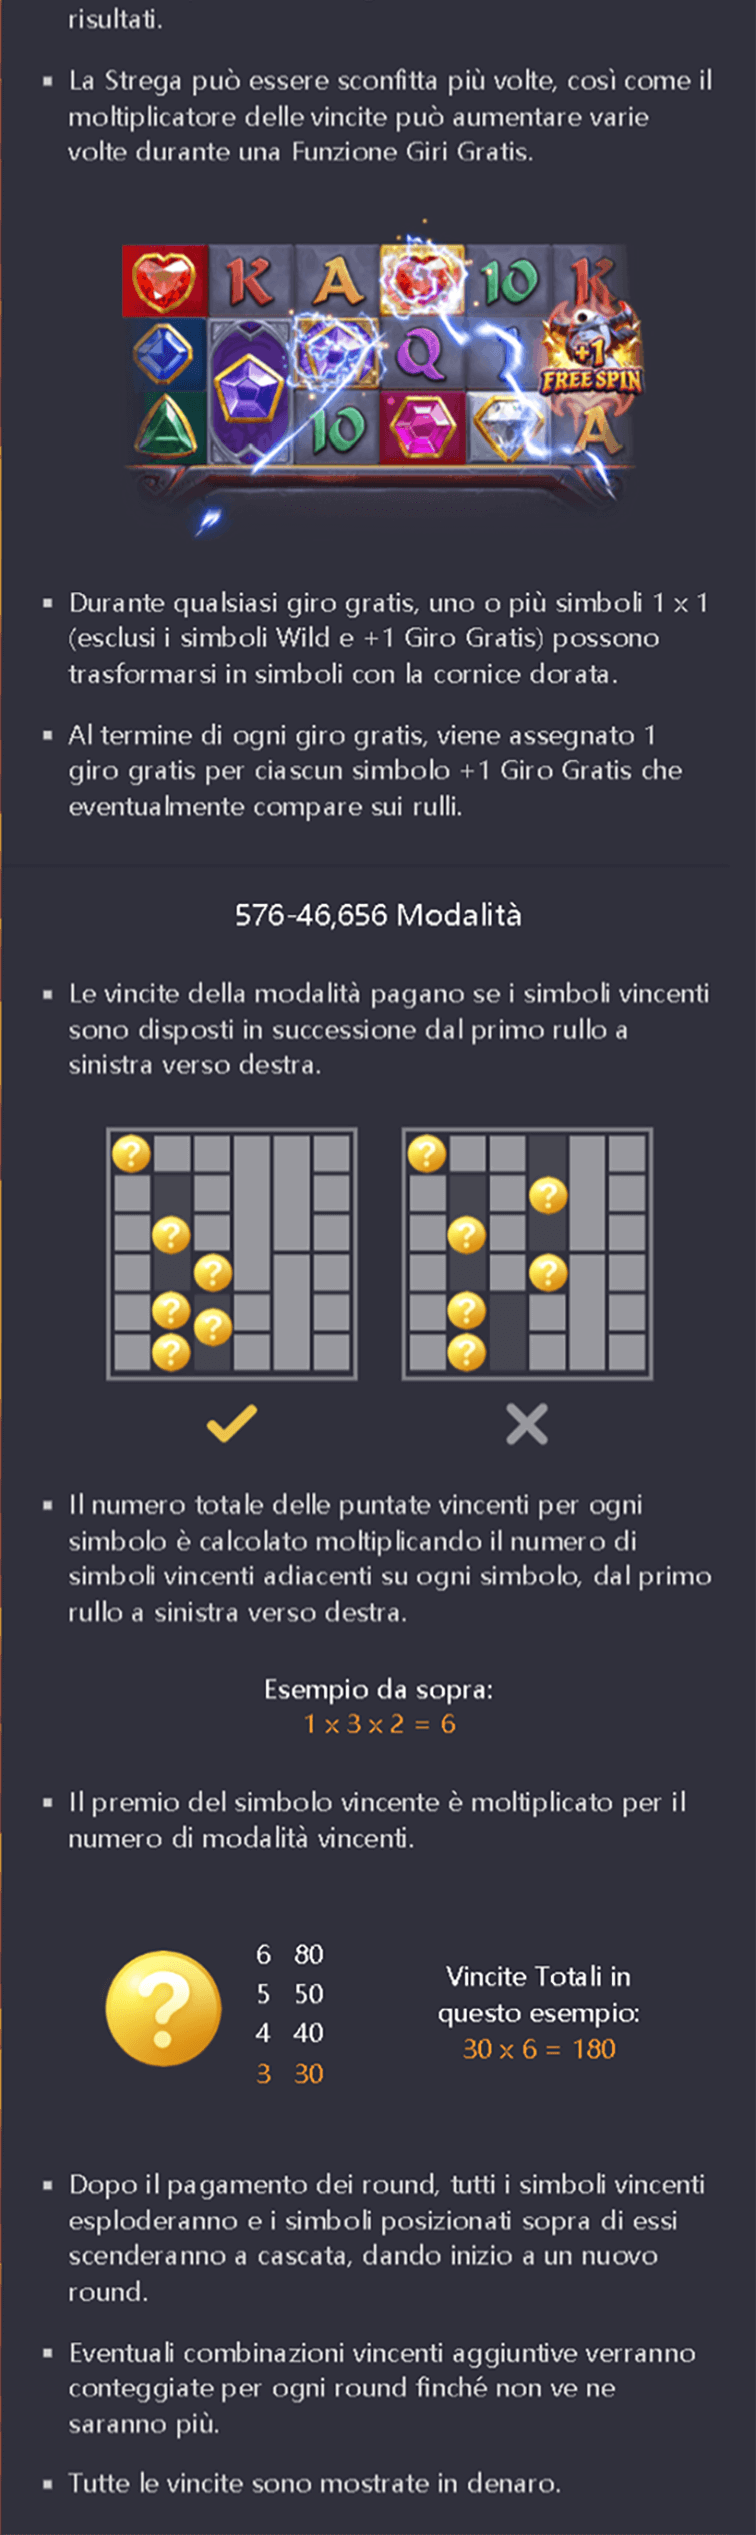 risultati.
▪ La Strega può essere sconfitta più volte, così come il
moltiplicatore delle vincite può aumentare varie
volte durante una Funzione Giri Gratis.
K A 10 K
Q J +1
FREE SPIN
10 A
▪ Durante qualsiasi giro gratis, uno o più simboli 1 x 1
(esclusi i simboli Wild e +1 Giro Gratis) possono
trasformarsi in simboli con la cornice dorata.
▪ Al termine di ogni giro gratis, viene assegnato 1
giro gratis per ciascun simbolo +1 Giro Gratis che
eventualmente compare sui rulli.
576-46,656 Modalità
▪ Le vincite della modalità pagano se i simboli vincenti
sono disposti in successione dal primo rullo a
sinistra verso destra.
? ?
?
? ?
? ?
? ? ?
?
? ?
▪ Il numero totale delle puntate vincenti per ogni
simbolo è calcolato moltiplicando il numero di
simboli vincenti adiacenti su ogni simbolo, dal primo
rullo a sinistra verso destra.
Esempio da sopra:
1 x 3 x 2 = 6
▪ Il premio del simbolo vincente è moltiplicato per il
numero di modalità vincenti.
?
6 80
5 50
4 40
3 30
Vincite Totali in
questo esempio:
30 x 6 = 180
▪ Dopo il pagamento dei round, tutti i simboli vincenti
esploderanno e i simboli posizionati sopra di essi
scenderanno a cascata, dando inizio a un nuovo
round.
▪ Eventuali combinazioni vincenti aggiuntive verranno
conteggiate per ogni round finché non ve ne
saranno più.
▪ Tutte le vincite sono mostrate in denaro.